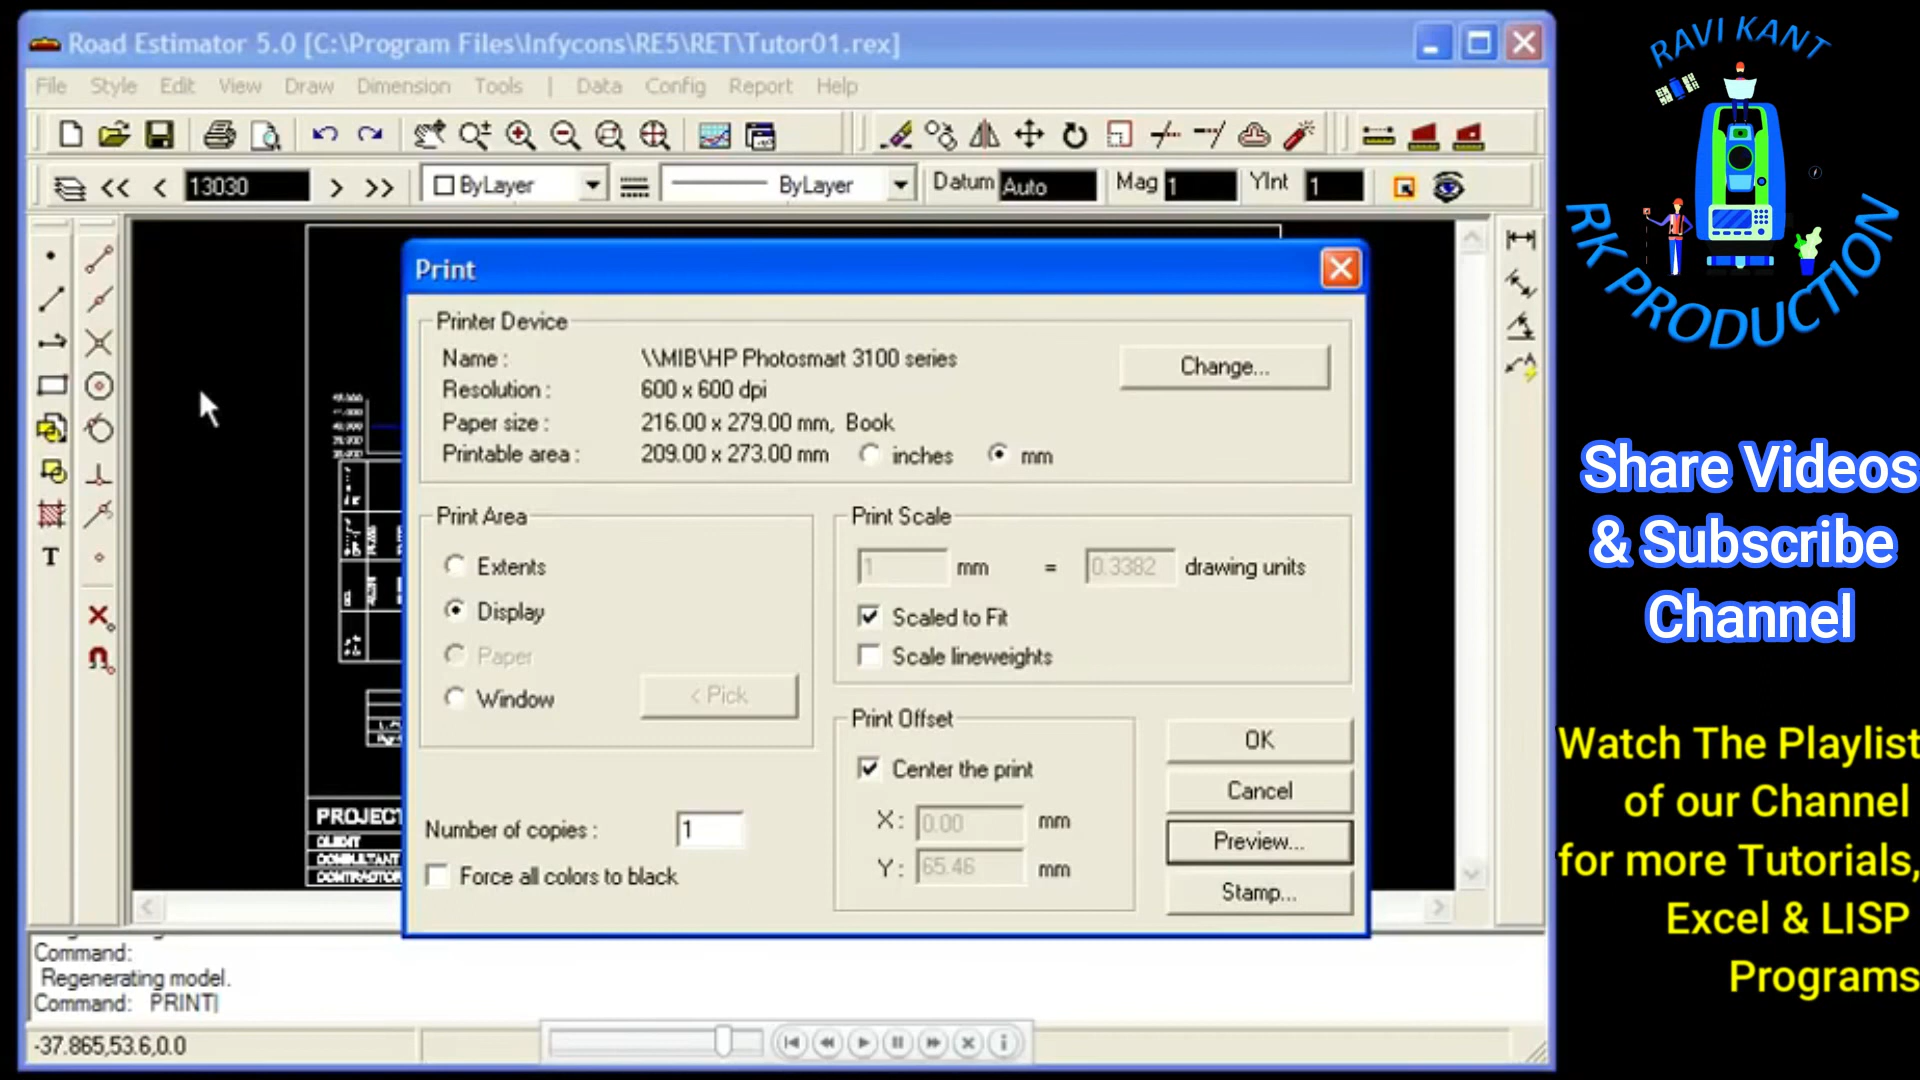 Road Estimator 5.0 [C:\Program Files\Infycons\RE5\RET\Tutor01.rex]
File Style Edit View Draw Dimension Tools | Data Config Report Help
<< < 13030 > >> ByLayer ByLayer Datum Auto Mag 1 YInt 1
Print
Printer Device
Name : \\MIB\HP Photosmart 3100 series
Change...
Resolution : 600 x 600 dpi
Paper size : 216.00 x 279.00 mm, Book
Printable area : 209.00 x 273.00 mm inches mm
Print Area
Extents
Display
Paper
Window
< Pick
Print Scale
1 mm = 0.3382 drawing units
Scaled to Fit
Scale lineweights
Print Offset
Center the print
X : 0.00 mm
Y : 65.46 mm
OK
Cancel
Preview...
Stamp...
Number of copies : 1
Force all colors to black
T
PROJECT
CLIENT
CONSULTANT
CONTRACTOR
Command:
Regenerating model.
Command: PRINT
-37.865,53.6,0.0
RAVI KANT
RK PRODUCTION
Share Videos
& Subscribe
Channel
Watch The Playlist
of our Channel
for more Tutorials,
Excel & LISP
Programs